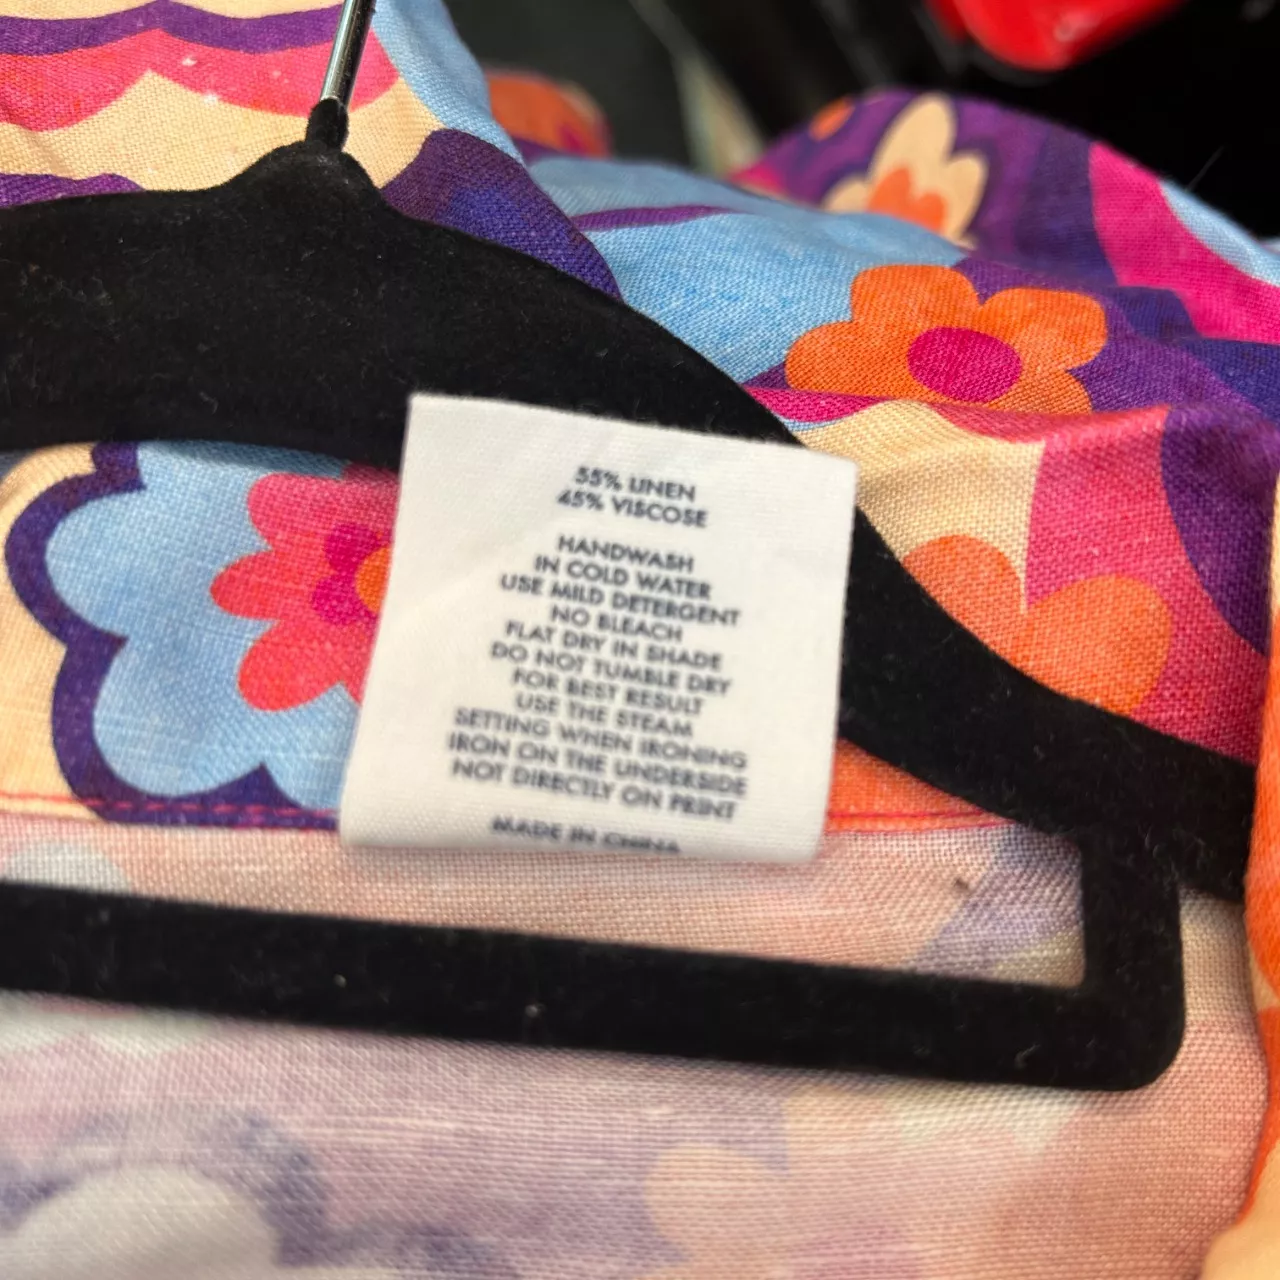 55% LINEN
45% VISCOSE
HANDWASH
IN COLD WATER
USE MILD DETERGENT
NO BLEACH
FLAT DRY IN SHADE
DO NOT TUMBLE DRY
FOR BEST RESULT
USE THE STEAM
SETTING WHEN IRONING
IRON ON THE UNDERSIDE
NOT DIRECTLY ON PRINT
MADE IN CHINA